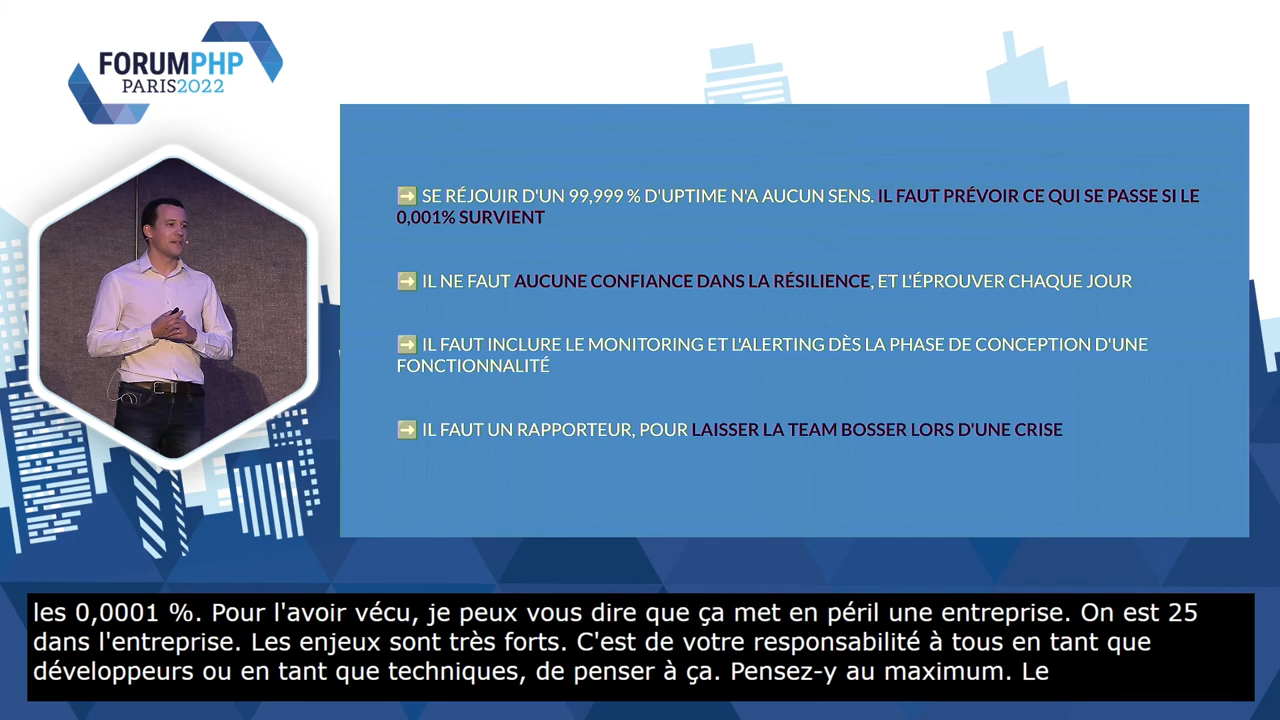 FORUMPHP
PARIS2022
➡ SE RÉJOUIR D'UN 99,999 % D'UPTIME N'A AUCUN SENS. IL FAUT PRÉVOIR CE QUI SE PASSE SI LE
0,001% SURVIENT
➡ IL NE FAUT AUCUNE CONFIANCE DANS LA RÉSILIENCE, ET L'ÉPROUVER CHAQUE JOUR
➡ IL FAUT INCLURE LE MONITORING ET L'ALERTING DÈS LA PHASE DE CONCEPTION D'UNE
FONCTIONNALITÉ
➡ IL FAUT UN RAPPORTEUR, POUR LAISSER LA TEAM BOSSER LORS D'UNE CRISE
les 0,0001 %. Pour l'avoir vécu, je peux vous dire que ça met en péril une entreprise. On est 25
dans l'entreprise. Les enjeux sont très forts. C'est de votre responsabilité à tous en tant que
développeurs ou en tant que techniques, de penser à ça. Pensez-y au maximum. Le